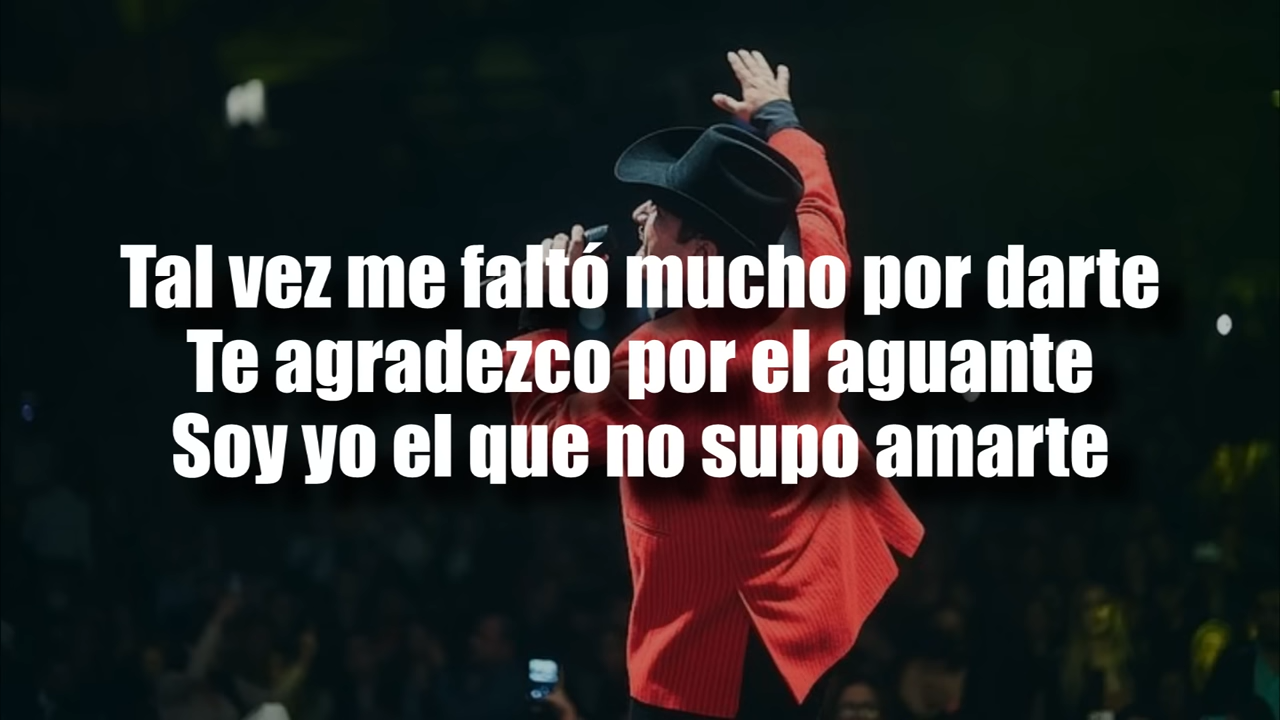 Tal vez me faltó mucho por darte
Te agradezco por el aguante
Soy yo el que no supo amarte